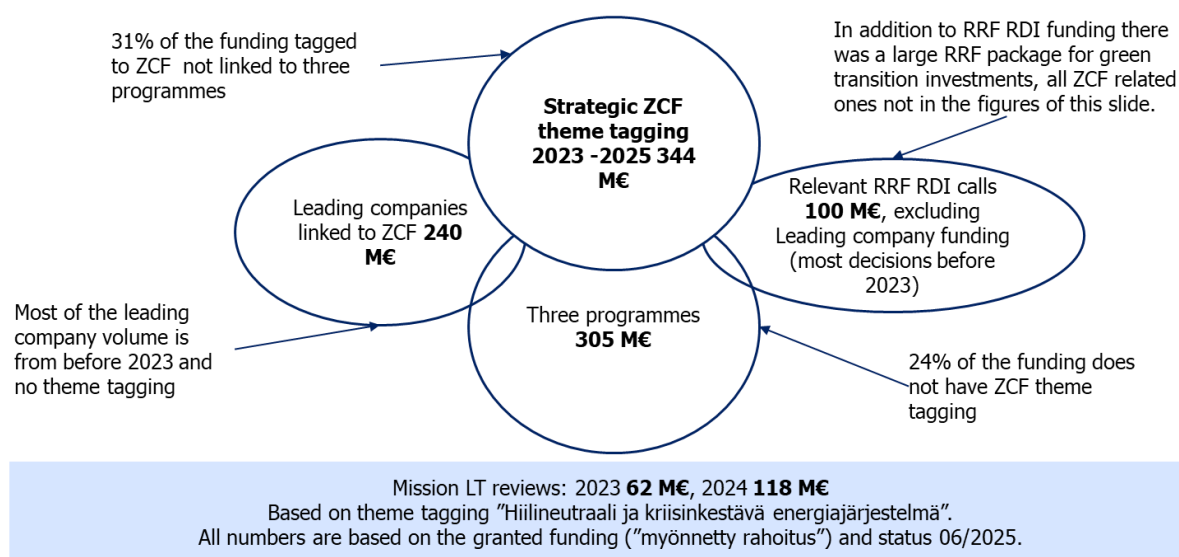 31% of the funding tagged
to ZCF  not linked to three
programmes
In addition to RRF RDI funding there
was a large RRF package for green
transition investments, all ZCF related
ones not in the figures of this slide.
Strategic ZCF
theme tagging
2023 -2025 344
M€
Leading companies
linked to ZCF 240
M€
Relevant RRF RDI calls
100 M€, excluding
Leading company funding
(most decisions before
2023)
Most of the leading
company volume is
from before 2023 and
no theme tagging
Three programmes
305 M€
24% of the funding does
not have ZCF theme
tagging
Mission LT reviews: 2023 62 M€, 2024 118 M€
Based on theme tagging ”Hiilineutraali ja kriisinkestävä energiajärjestelmä”.
All numbers are based on the granted funding (”myönnetty rahoitus”) and status 06/2025.